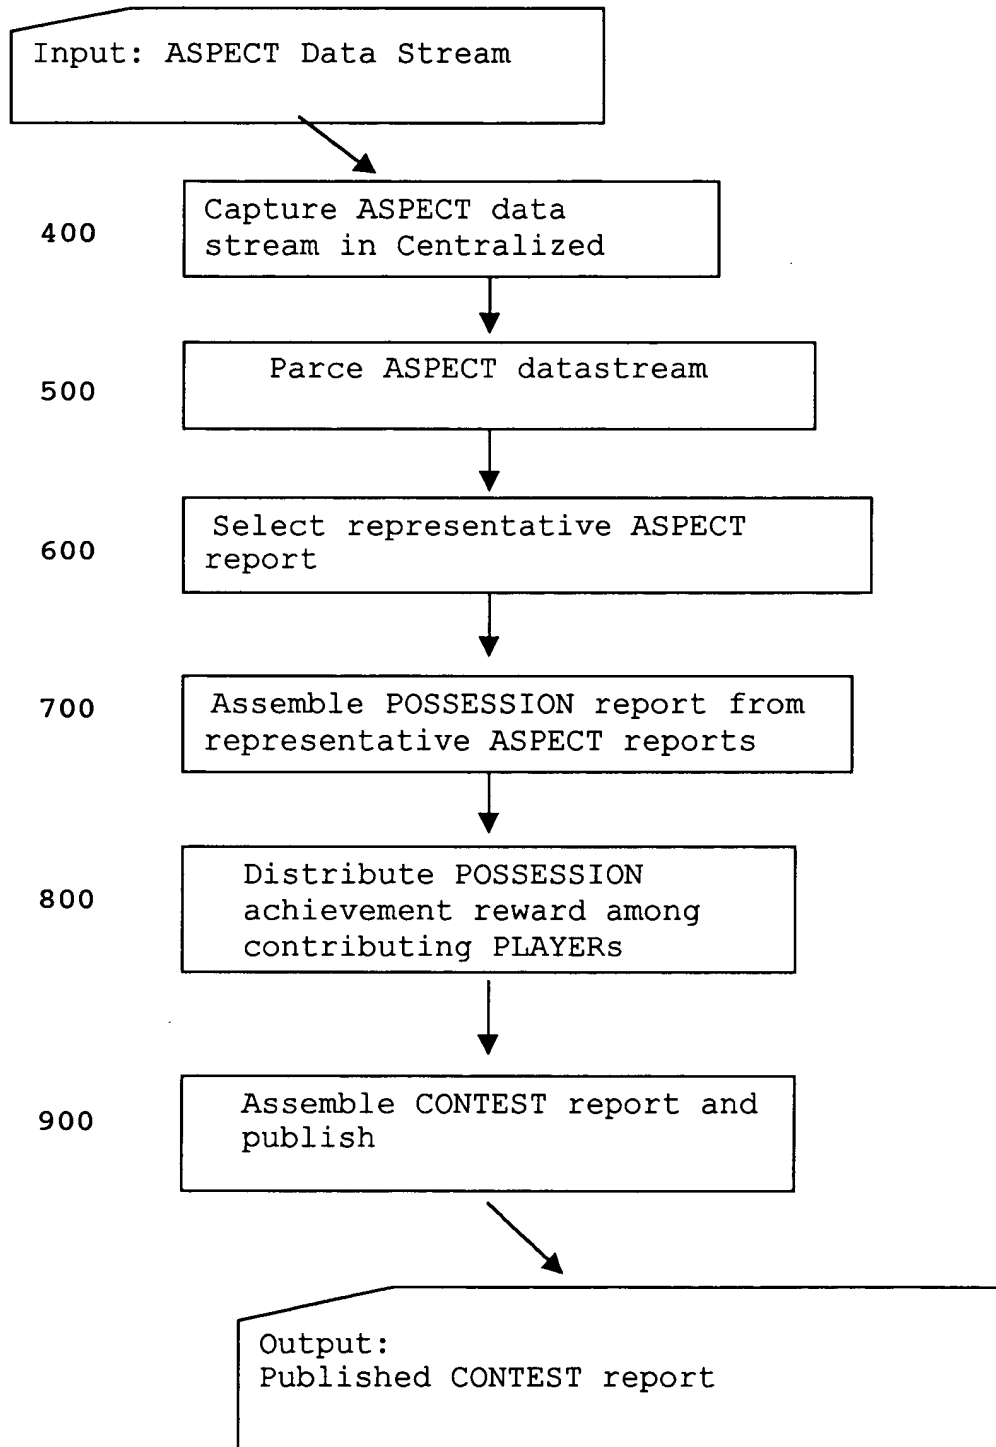 Input: ASPECT Data Stream
400
Capture ASPECT data
stream in Centralized
500
Parce ASPECT datastream
600
Select representative ASPECT
report
700
Assemble POSSESSION report from
representative ASPECT reports
800
Distribute POSSESSION
achievement reward among
contributing PLAYERs
900
Assemble CONTEST report and
publish
Output:
Published CONTEST report